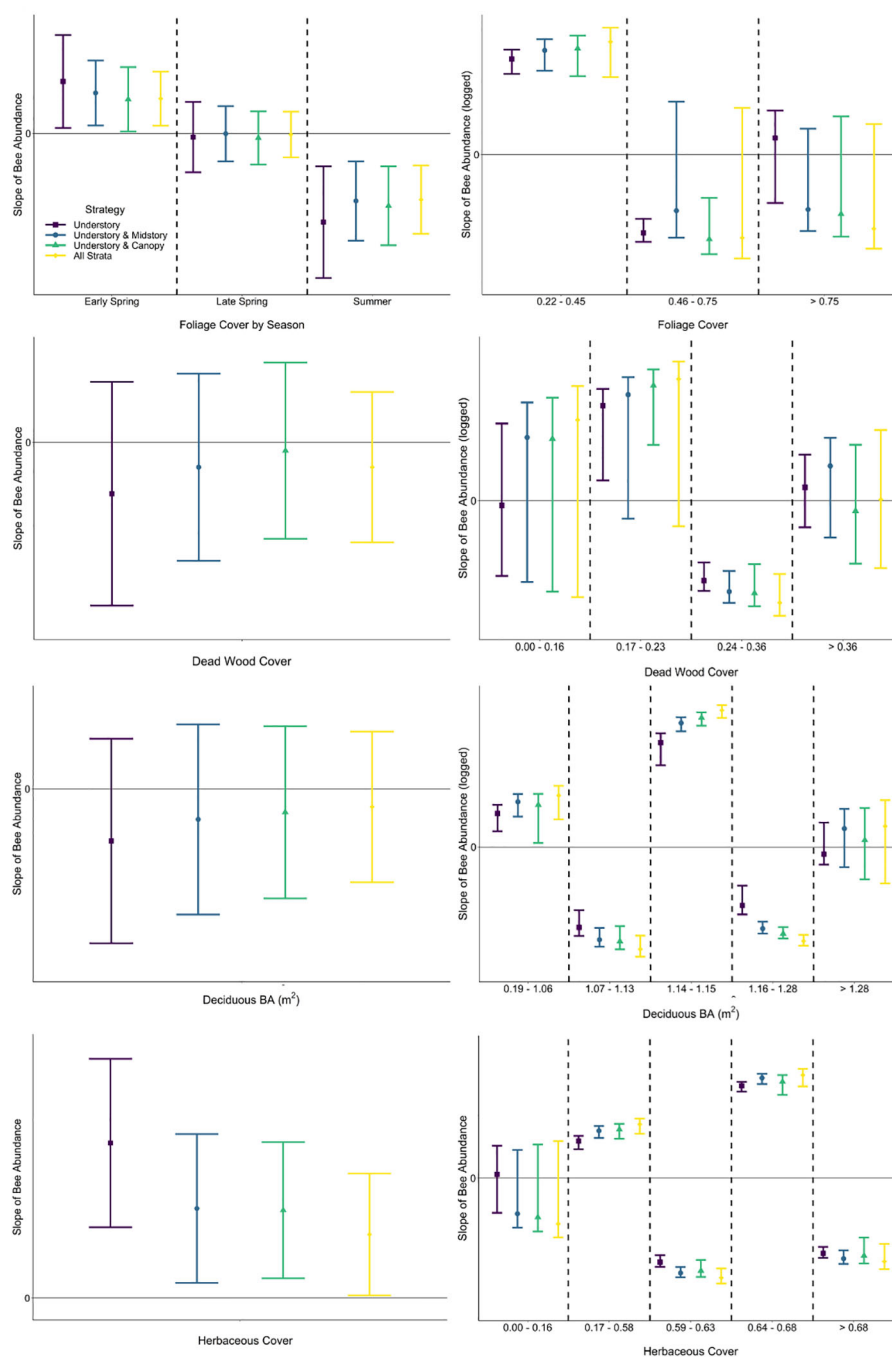 Slope of Bee Abundance
0
Strategy
Understory
Understory & Midstory
Understory & Canopy
All Strata
Early Spring Late Spring Summer
Foliage Cover by Season
Slope of Bee Abundance (logged)
0
0.22 - 0.45 0.46 - 0.75 > 0.75
Foliage Cover
Slope of Bee Abundance
0
Dead Wood Cover
Slope of Bee Abundance (logged)
0
0.00 - 0.16 0.17 - 0.23 0.24 - 0.36 > 0.36
Dead Wood Cover
Slope of Bee Abundance
0
Deciduous BA (m²)
Slope of Bee Abundance (logged)
0
0.19 - 1.06 1.07 - 1.13 1.14 - 1.15 1.16 - 1.28 > 1.28
Deciduous BA (m²)
Slope of Bee Abundance
0
Herbaceous Cover
Slope of Bee Abundance (logged)
0
0.00 - 0.16 0.17 - 0.58 0.59 - 0.63 0.64 - 0.68 > 0.68
Herbaceous Cover